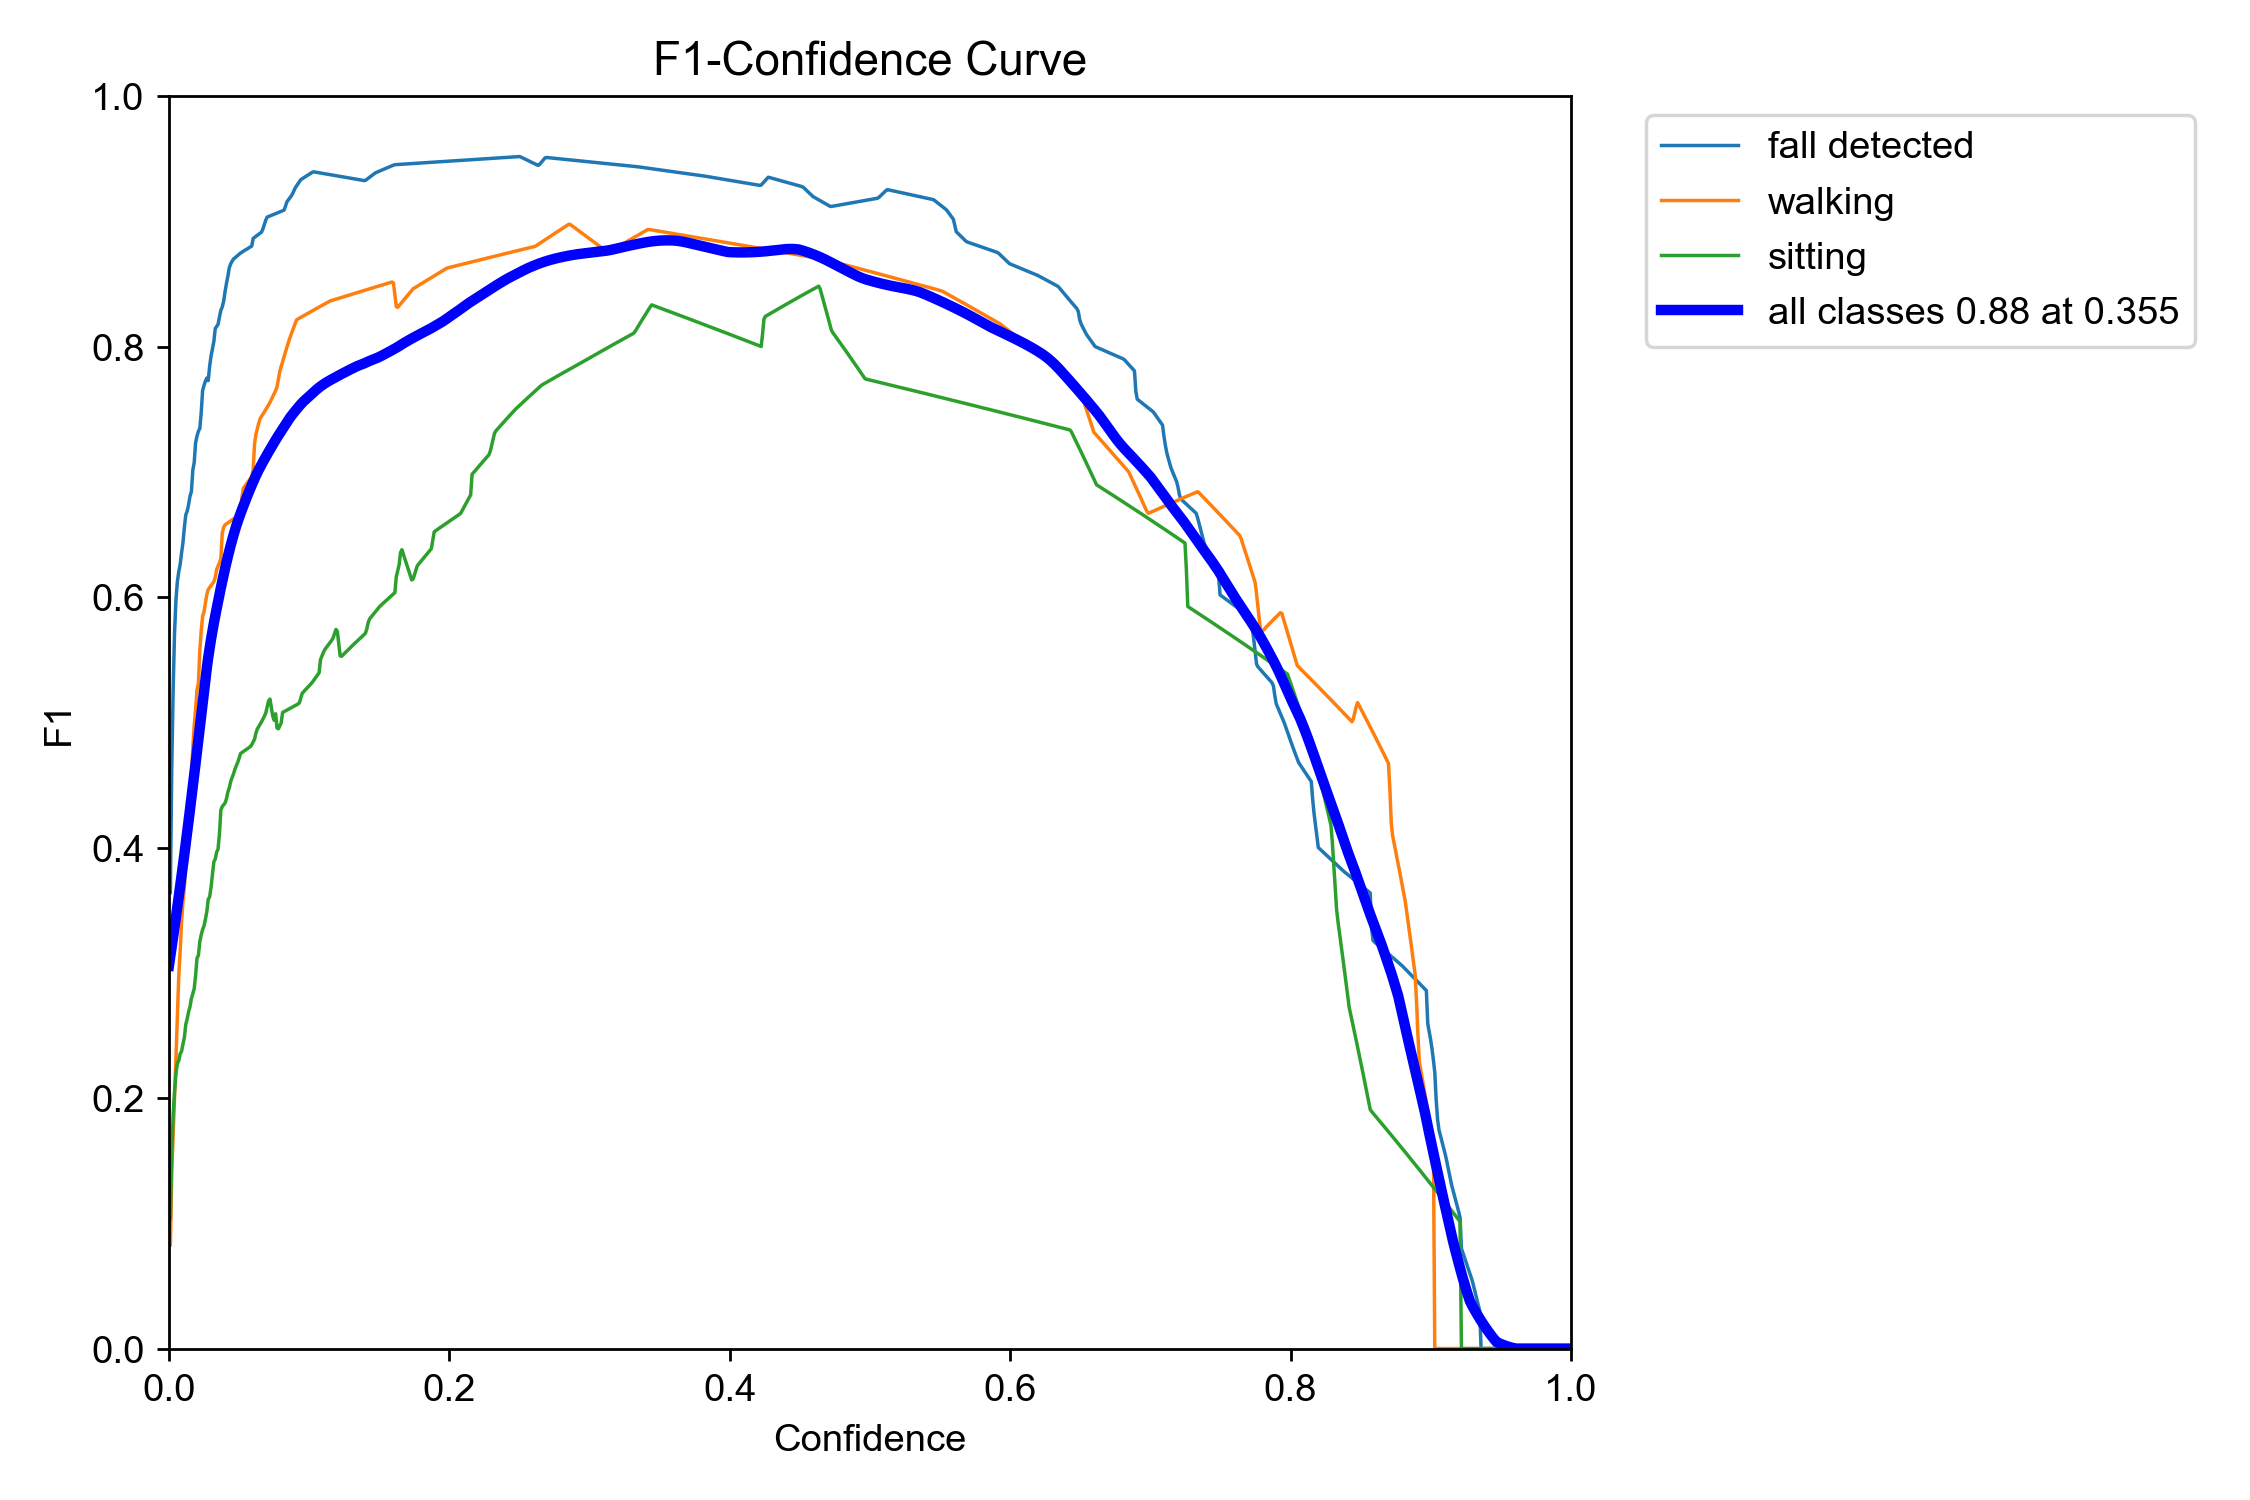 F1-Confidence Curve
1.0
0.8
0.6
0.4
0.2
0.0
F1
0.0 0.2 0.4 0.6 0.8 1.0
Confidence
fall detected
walking
sitting
all classes 0.88 at 0.355